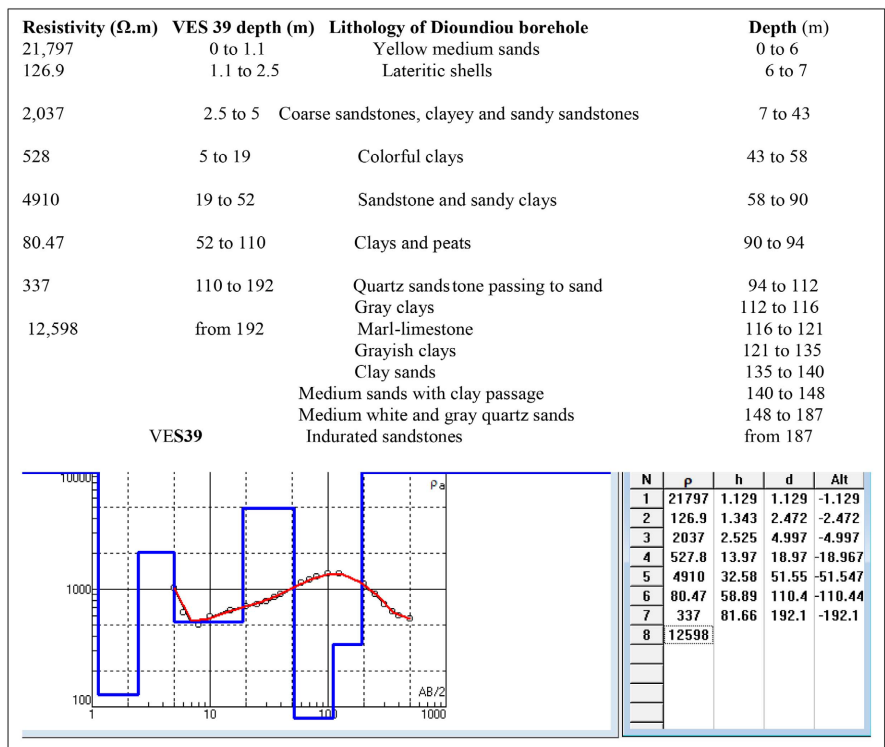 Resistivity (Ω.m) VES 39 depth (m) Lithology of Dioundiou borehole Depth (m)
21,797 0 to 1.1 Yellow medium sands 0 to 6
126.9 1.1 to 2.5 Lateritic shells 6 to 7
2,037 2.5 to 5 Coarse sandstones, clayey and sandy sandstones 7 to 43
528 5 to 19 Colorful clays 43 to 58
4910 19 to 52 Sandstone and sandy clays 58 to 90
80.47 52 to 110 Clays and peats 90 to 94
337 110 to 192 Quartz sandstone passing to sand 94 to 112
Gray clays 112 to 116
12,598 from 192 Marl-limestone 116 to 121
Grayish clays 121 to 135
Clay sands 135 to 140
Medium sands with clay passage 140 to 148
Medium white and gray quartz sands 148 to 187
VES39 Indurated sandstones from 187
10000 ρa
1000
100 AB/2
1 10 100 1000
N ρ h d Alt
1 21797 1.129 1.129 -1.129
2 126.9 1.343 2.472 -2.472
3 2037 2.525 4.997 -4.997
4 527.8 13.97 18.97 -18.967
5 4910 32.58 51.55 -51.547
6 80.47 58.89 110.4 -110.44
7 337 81.66 192.1 -192.1
8 12598